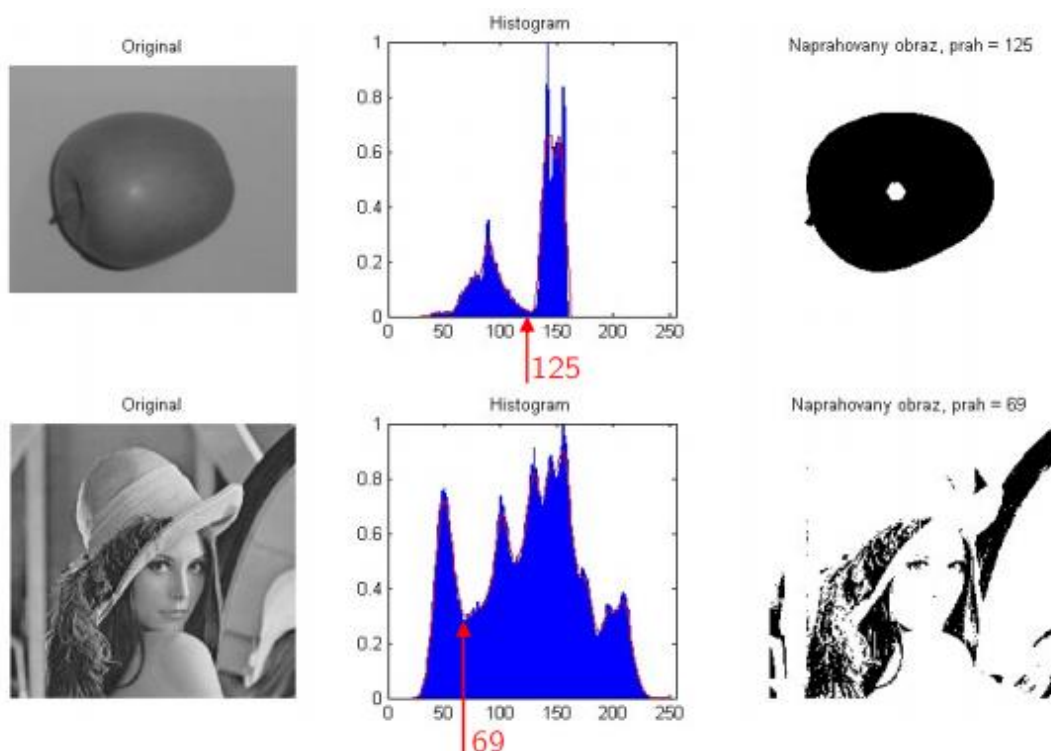 Original
Histogram
Naprahovany obraz, prah = 125
1
0.8
0.6
0.4
0.2
0
0 50 100 150 200 250
125
Original
Histogram
Naprahovany obraz, prah = 69
1
0.8
0.6
0.4
0.2
0
0 50 100 150 200 250
69